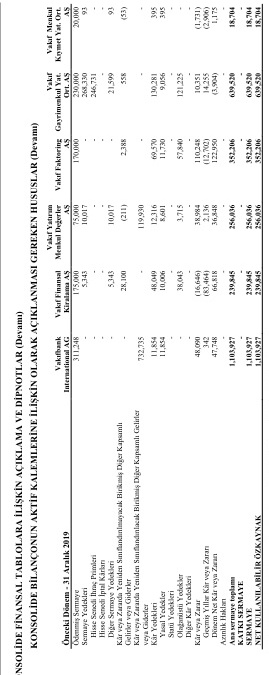 NSOLİDE FİNANSAL TABLOLARA İLİŞKİN AÇIKLAMA VE DİPNOTLAR (Devamı)
KONSOLİDE BİLANÇONUN AKTİF KALEMLERİNE İLİŞKİN OLARAK AÇIKLANMASI GEREKEN HUSUSLAR (Devamı)
Vakıfbank Vakıf Finansal Vakıf Yatırım Vakıf Vakıf Menkul
Önceki Dönem - 31 Aralık 2019 International AG Kiralama AŞ Menkul Değerler AŞ Vakıf Faktoring AŞ Gayrimenkul Yat. Ort. AŞ Kıymet Yat. Ort. AŞ
Ödenmiş Sermaye 311,248 175,000 75,000 170,000 230,000 20,000
Sermaye Yedekleri - 5,343 10,017 - 268,330 93
Hisse Senedi İhraç Primleri - - - - 246,731 -
Hisse Senedi İptal Kârları
Diğer Sermaye Yedekleri - 5,343 10,017 - 21,599 93
Kâr veya Zararda Yeniden Sınıflandırılmayacak Birikmiş Diğer Kapsamlı
Gelirler veya Giderler - 28,100 (211) 2,388 558 (53)
Kâr veya Zararda Yeniden Sınıflandırılacak Birikmiş Diğer Kapsamlı Gelirler
veya Giderler 732,735 - 119,930 - - -
Kâr Yedekleri 11,854 48,049 12,316 69,570 130,281 395
Yasal Yedekler 11,854 10,006 8,601 11,730 9,056 395
Statü Yedekleri
Olağanüstü Yedekler - 38,043 3,715 57,840 121,225 -
Diğer Kâr Yedekleri
Kâr veya Zarar 48,090 (16,646) 38,984 110,248 10,351 (1,731)
Geçmiş Yıllar Kâr veya Zararı 342 (83,464) 2,136 (12,702) 14,255 (2,906)
Dönem Net Kâr veya Zararı 47,748 66,818 36,848 122,950 (3,904) 1,175
Azınlık Hakları
Ana sermaye toplamı 1,103,927 239,845 256,036 352,206 639,520 18,704
KATKI SERMAYE - - - - - -
SERMAYE 1,103,927 239,845 256,036 352,206 639,520 18,704
NET KULLANILABİLİR ÖZKAYNAK 1,103,927 239,845 256,036 352,206 639,520 18,704